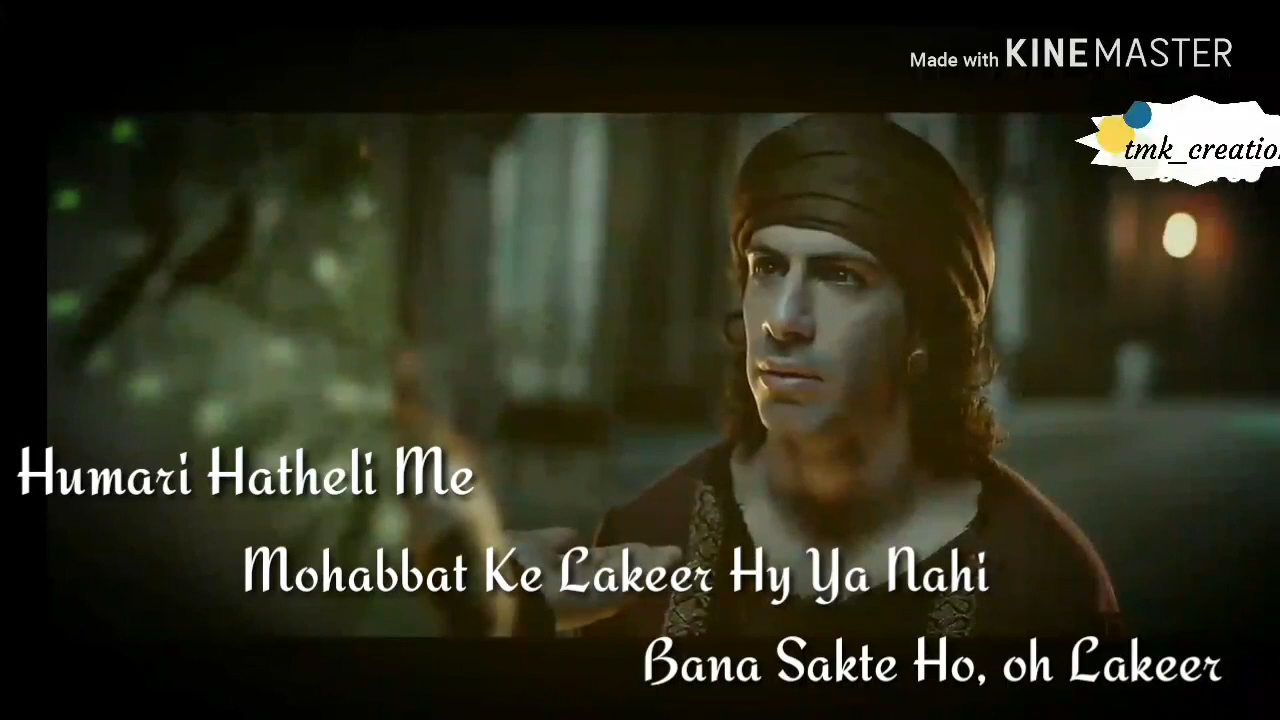 Made with KINEMASTER
tmk_creatio
Humari Hatheli Me
Mohabbat Ke Lakeer Hy Ya Nahi
Bana Sakte Ho, oh Lakeer